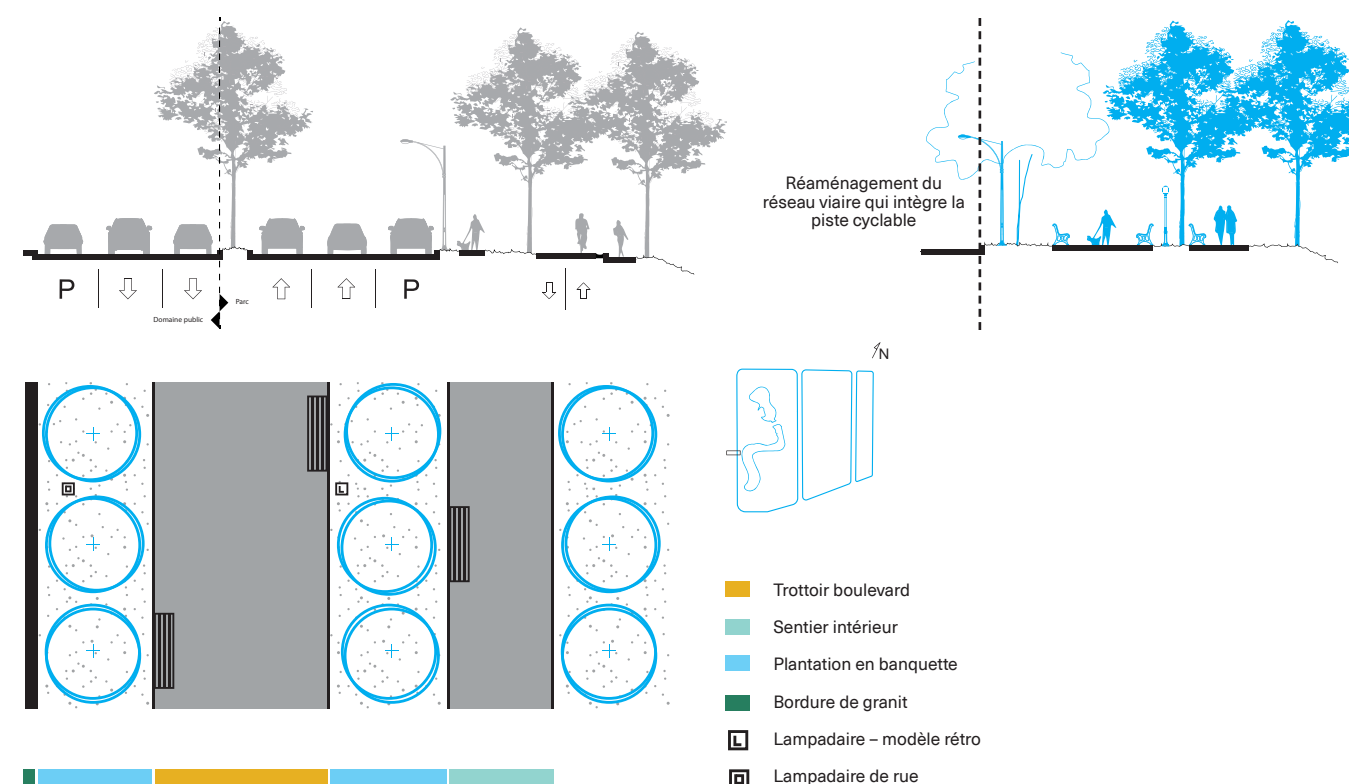 Réaménagement du
réseau viaire qui intègre la
piste cyclable
P
P
Parc
Domaine public
N
Trottoir boulevard
Sentier intérieur
Plantation en banquette
Bordure de granit
L
L Lampadaire – modèle rétro
Lampadaire de rue